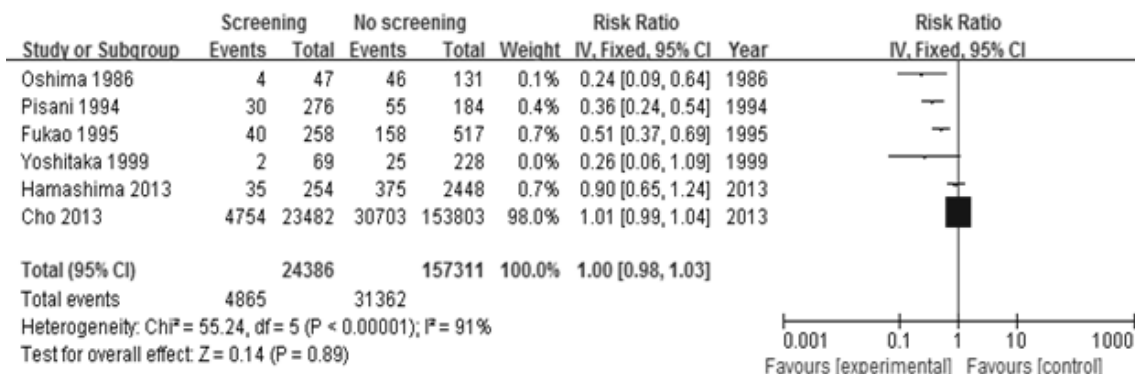 Screening No screening Risk Ratio Risk Ratio
Study or Subgroup Events Total Events Total Weight IV, Fixed, 95% CI Year IV, Fixed, 95% CI
Oshima 1986 4 47 46 131 0.1% 0.24 [0.09, 0.64] 1986
Pisani 1994 30 276 55 184 0.4% 0.36 [0.24, 0.54] 1994
Fukao 1995 40 258 158 517 0.7% 0.51 [0.37, 0.69] 1995
Yoshitaka 1999 2 69 25 228 0.0% 0.26 [0.06, 1.09] 1999
Hamashima 2013 35 254 375 2448 0.7% 0.90 [0.65, 1.24] 2013
Cho 2013 4754 23482 30703 153803 98.0% 1.01 [0.99, 1.04] 2013
Total (95% CI) 24386 157311 100.0% 1.00 [0.98, 1.03]
Total events 4865 31362
Heterogeneity: Chi² = 55.24, df = 5 (P < 0.00001); I² = 91%
Test for overall effect: Z = 0.14 (P = 0.89)
0.001 0.1 1 10 1000
Favours [experimental] Favours [control]